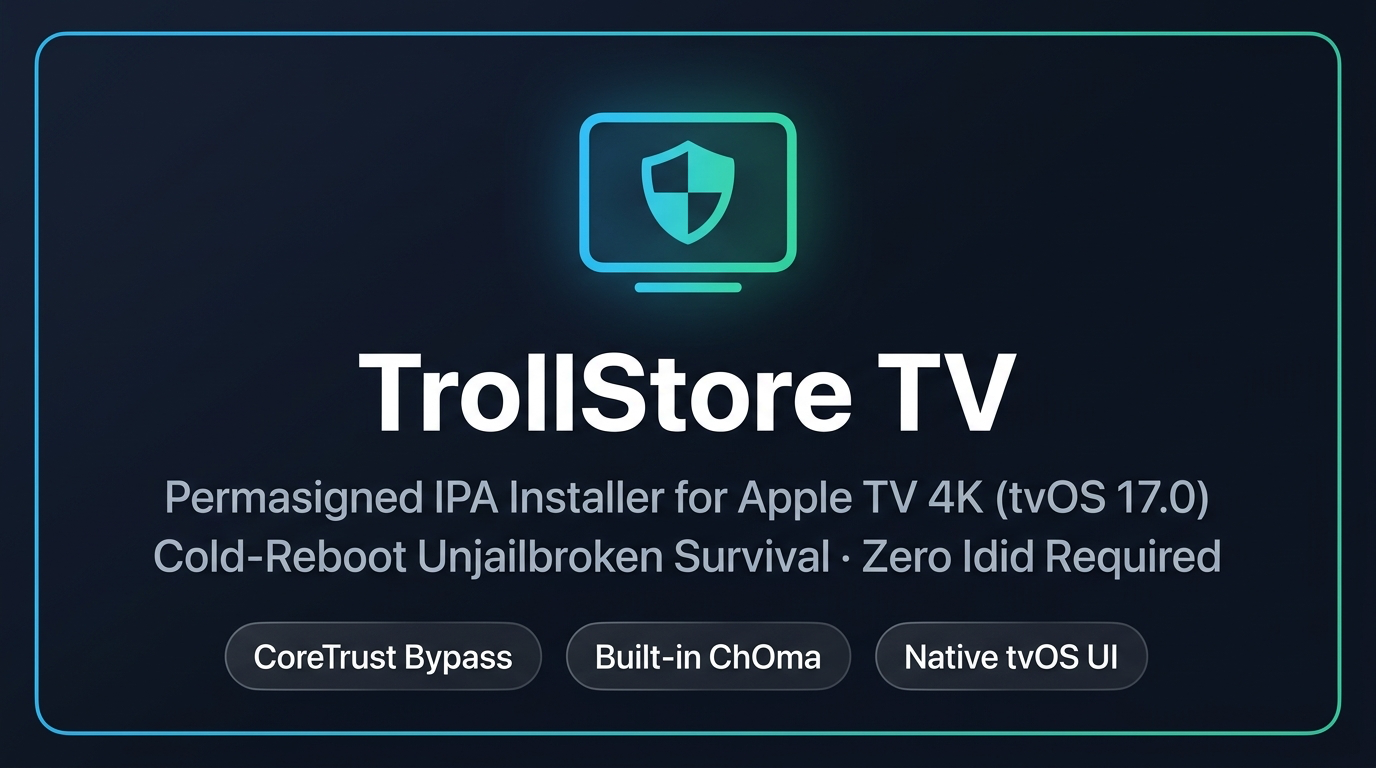 TrollStore TV
Permasigned IPA Installer for Apple TV 4K (tvOS 17.0)
Cold-Reboot Unjailbroken Survival · Zero ldid Required
CoreTrust Bypass
Built-in ChOma
Native tvOS UI